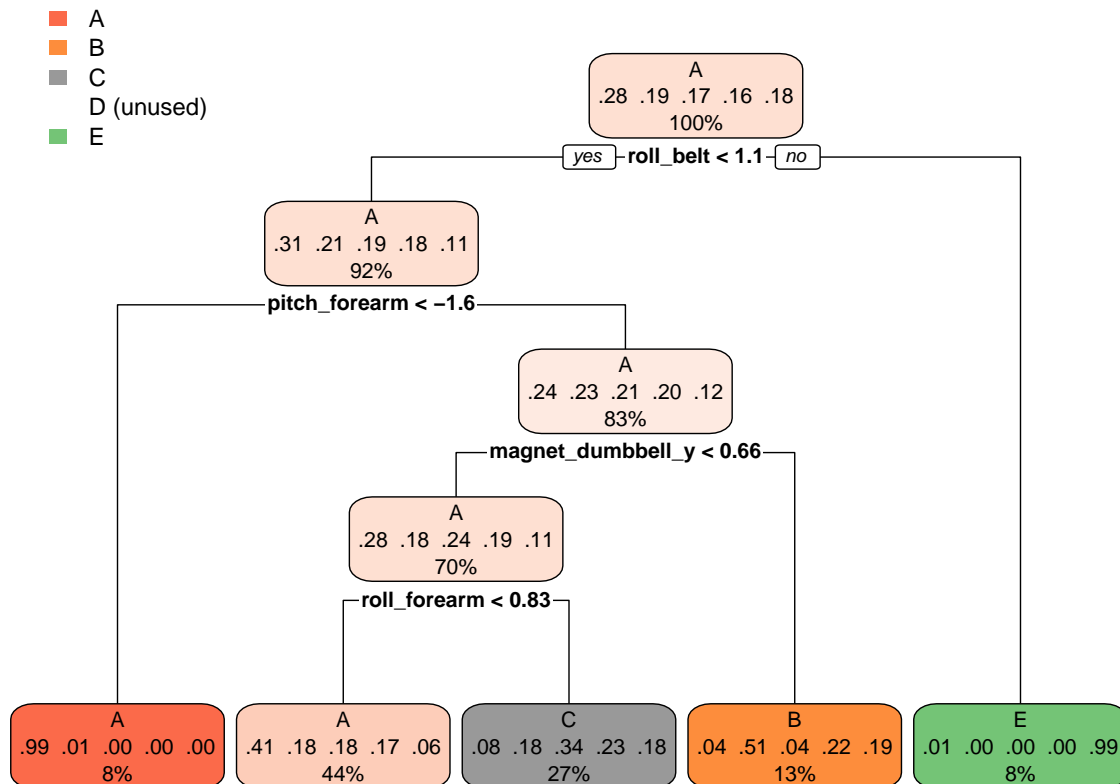 A
B
C
D (unused)
E
A
.28 .19 .17 .16 .18
100%
yes roll_belt < 1.1 no
A
.31 .21 .19 .18 .11
92%
pitch_forearm < −1.6
A
.24 .23 .21 .20 .12
83%
magnet_dumbbell_y < 0.66
A
.28 .18 .24 .19 .11
70%
roll_forearm < 0.83
A
.99 .01 .00 .00 .00
8%
A
.41 .18 .18 .17 .06
44%
C
.08 .18 .34 .23 .18
27%
B
.04 .51 .04 .22 .19
13%
E
.01 .00 .00 .00 .99
8%